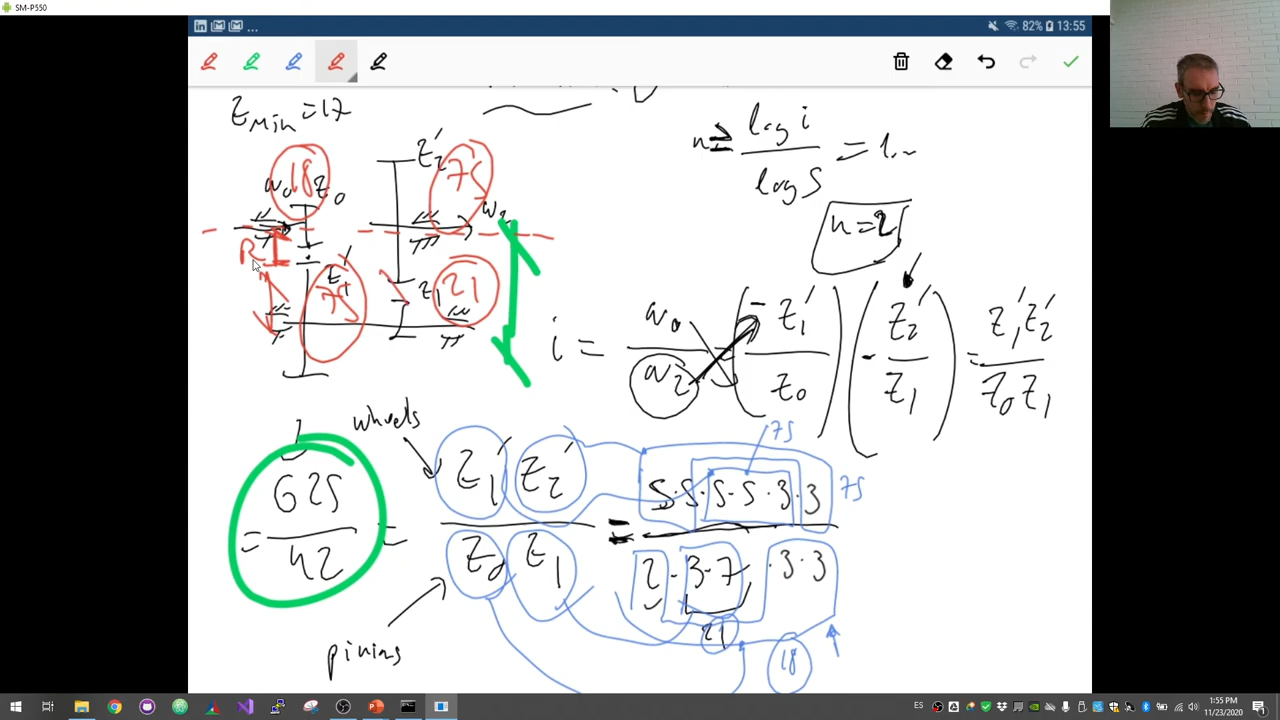 SM-P550
82% 13:55
Zmin = 17
n ≥ log i / log 5 = 1...
n = 2
18
Z2'
75
w0 Z0
w2
R
Z1'
75
Z1
21
i = w0 / w2 = (- Z1' / Z0) (- Z2' / Z1) = Z1' Z2' / Z0 Z1
wheels
75
= 625 / 42 = Z1' Z2' / Z0 Z1 = 5·5·5·5·3·3 / 2·3·7·3·3
75
21
18
pinions
ES
1:55 PM
11/23/2020